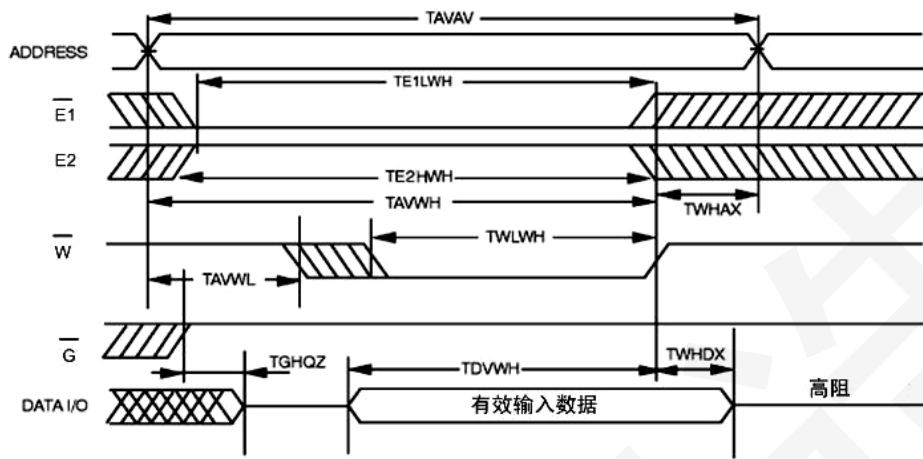 TAVAV
ADDRESS
TE1LWH
E1
E2
TE2HWH
TAVWH
TWHAX
W
TWLWH
TAVWL
G
TGHQZ
TDVWH
TWHDX
DATA I/O
有效输入数据
高阻